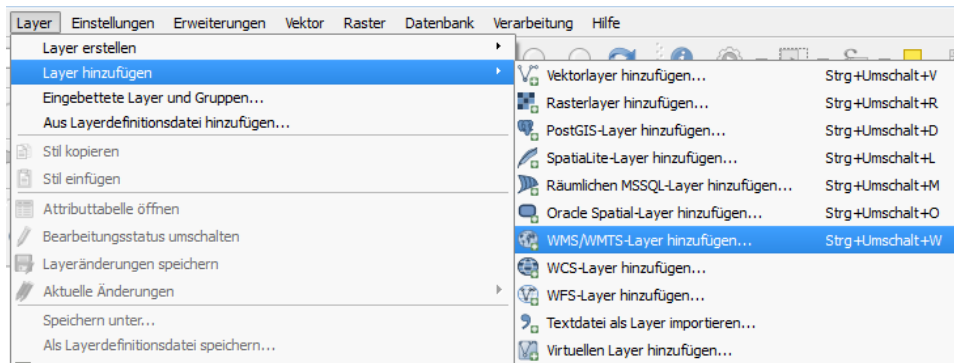 Layer Einstellungen Erweiterungen Vektor Raster Datenbank Verarbeitung Hilfe
Layer erstellen
Layer hinzufügen
Eingebettete Layer und Gruppen...
Aus Layerdefinitionsdatei hinzufügen...
Stil kopieren
Stil einfügen
Attributtabelle öffnen
Bearbeitungsstatus umschalten
Layeränderungen speichern
Aktuelle Änderungen
Speichern unter...
Als Layerdefinitionsdatei speichern...
Vektorlayer hinzufügen... Strg+Umschalt+V
Rasterlayer hinzufügen... Strg+Umschalt+R
PostGIS-Layer hinzufügen... Strg+Umschalt+D
SpatiaLite-Layer hinzufügen... Strg+Umschalt+L
Räumlichen MSSQL-Layer hinzufügen... Strg+Umschalt+M
Oracle Spatial-Layer hinzufügen... Strg+Umschalt+O
WMS/WMTS-Layer hinzufügen... Strg+Umschalt+W
WCS-Layer hinzufügen...
WFS-Layer hinzufügen...
Textdatei als Layer importieren...
Virtuellen Layer hinzufügen...